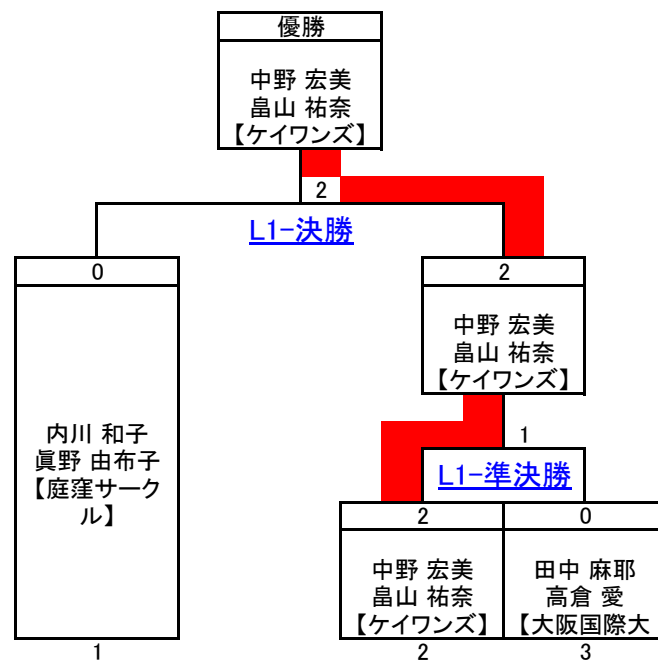 優勝
中野 宏美
畠山 祐奈
【ケイワンズ】
2
L1-決勝
0
2
中野 宏美
畠山 祐奈
【ケイワンズ】
内川 和子
眞野 由布子
【庭窪サーク
ル】
1
L1-準決勝
2
0
中野 宏美
畠山 祐奈
【ケイワンズ】
田中 麻耶
高倉 愛
【大阪国際大
1
2
3